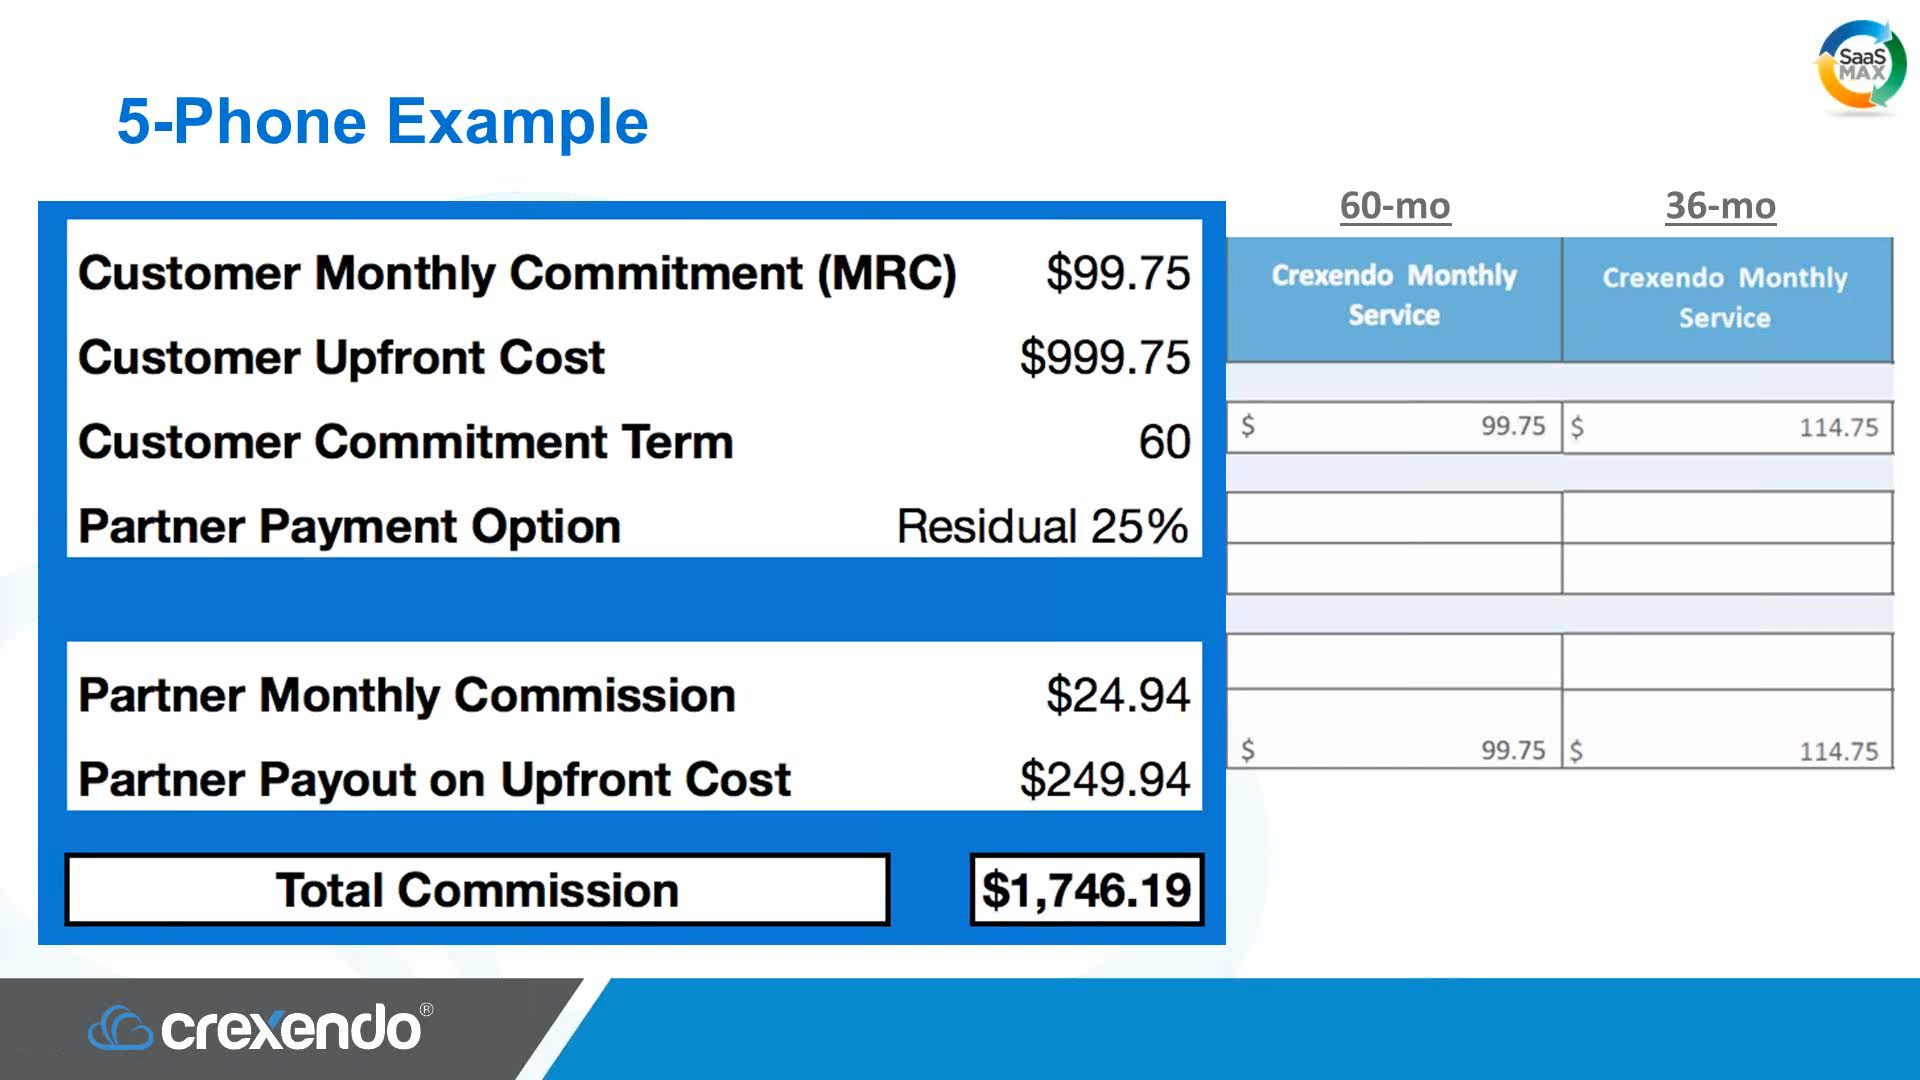 SaaS
MAX
5-Phone Example
60-mo 36-mo
Customer Monthly Commitment (MRC) $99.75
Customer Upfront Cost $999.75
Customer Commitment Term 60
Partner Payment Option Residual 25%
Partner Monthly Commission $24.94
Partner Payout on Upfront Cost $249.94
Total Commission $1,746.19
Crexendo Monthly
Service
Crexendo Monthly
Service
$ 99.75 $ 114.75
$ 99.75 $ 114.75
crexendo®